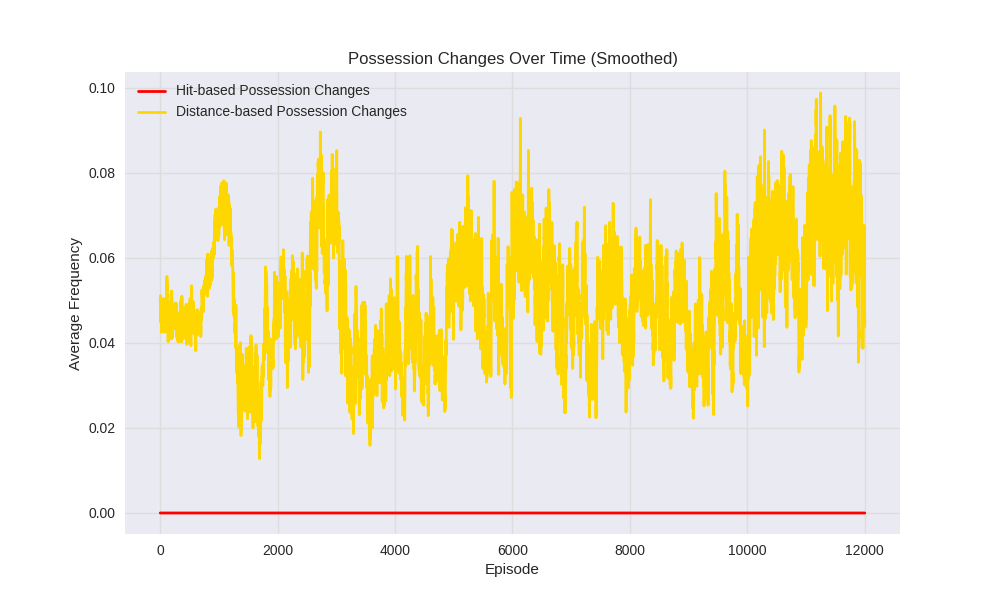 Possession Changes Over Time (Smoothed)
Hit-based Possession Changes
Distance-based Possession Changes
0.10
0.08
0.06
0.04
0.02
0.00
Average Frequency
0 2000 4000 6000 8000 10000 12000
Episode